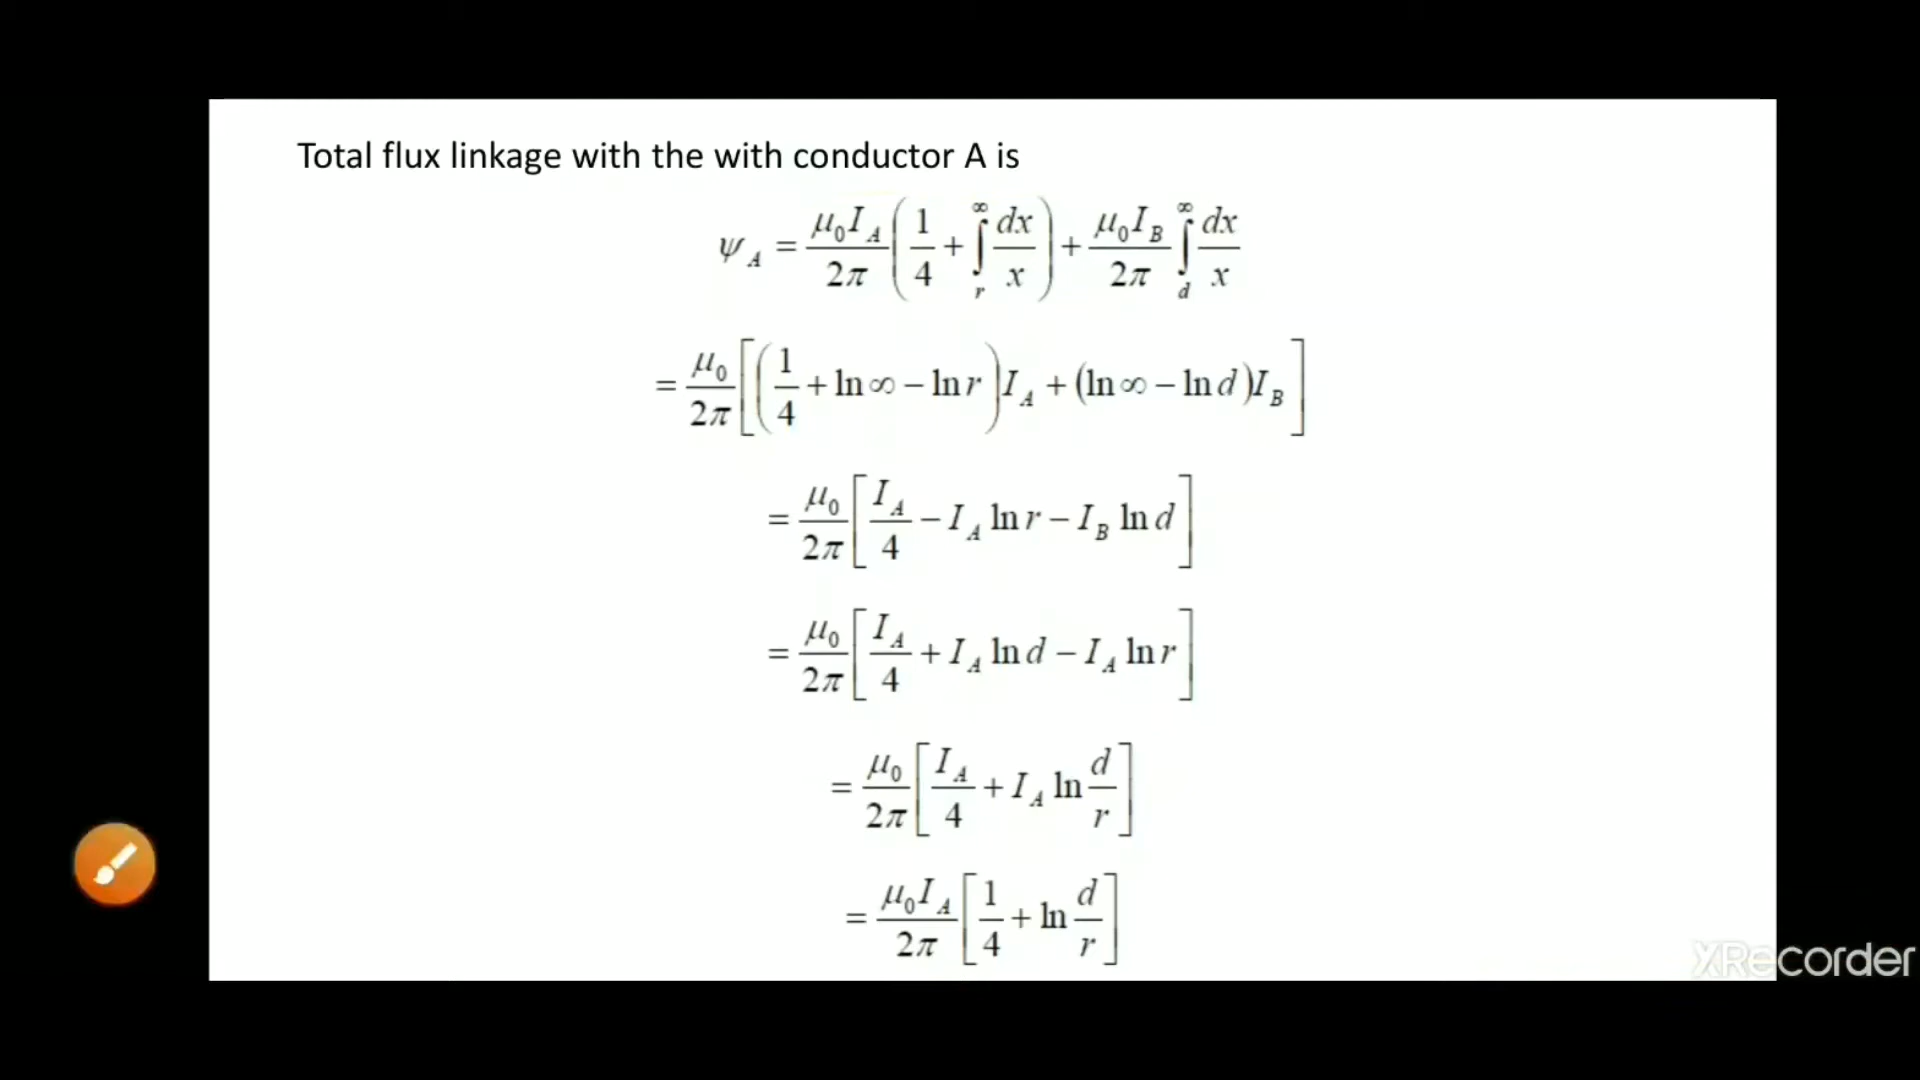 Total flux linkage with the with conductor A is
ψ_A = μ₀I_A/2π (1/4 + ∫_r^∞ dx/x) + μ₀I_B/2π ∫_d^∞ dx/x
= μ₀/2π [(1/4 + ln ∞ − ln r) I_A + (ln ∞ − ln d) I_B]
= μ₀/2π [I_A/4 − I_A ln r − I_B ln d]
= μ₀/2π [I_A/4 + I_A ln d − I_A ln r]
= μ₀/2π [I_A/4 + I_A ln d/r]
= μ₀I_A/2π [1/4 + ln d/r]
XRecorder